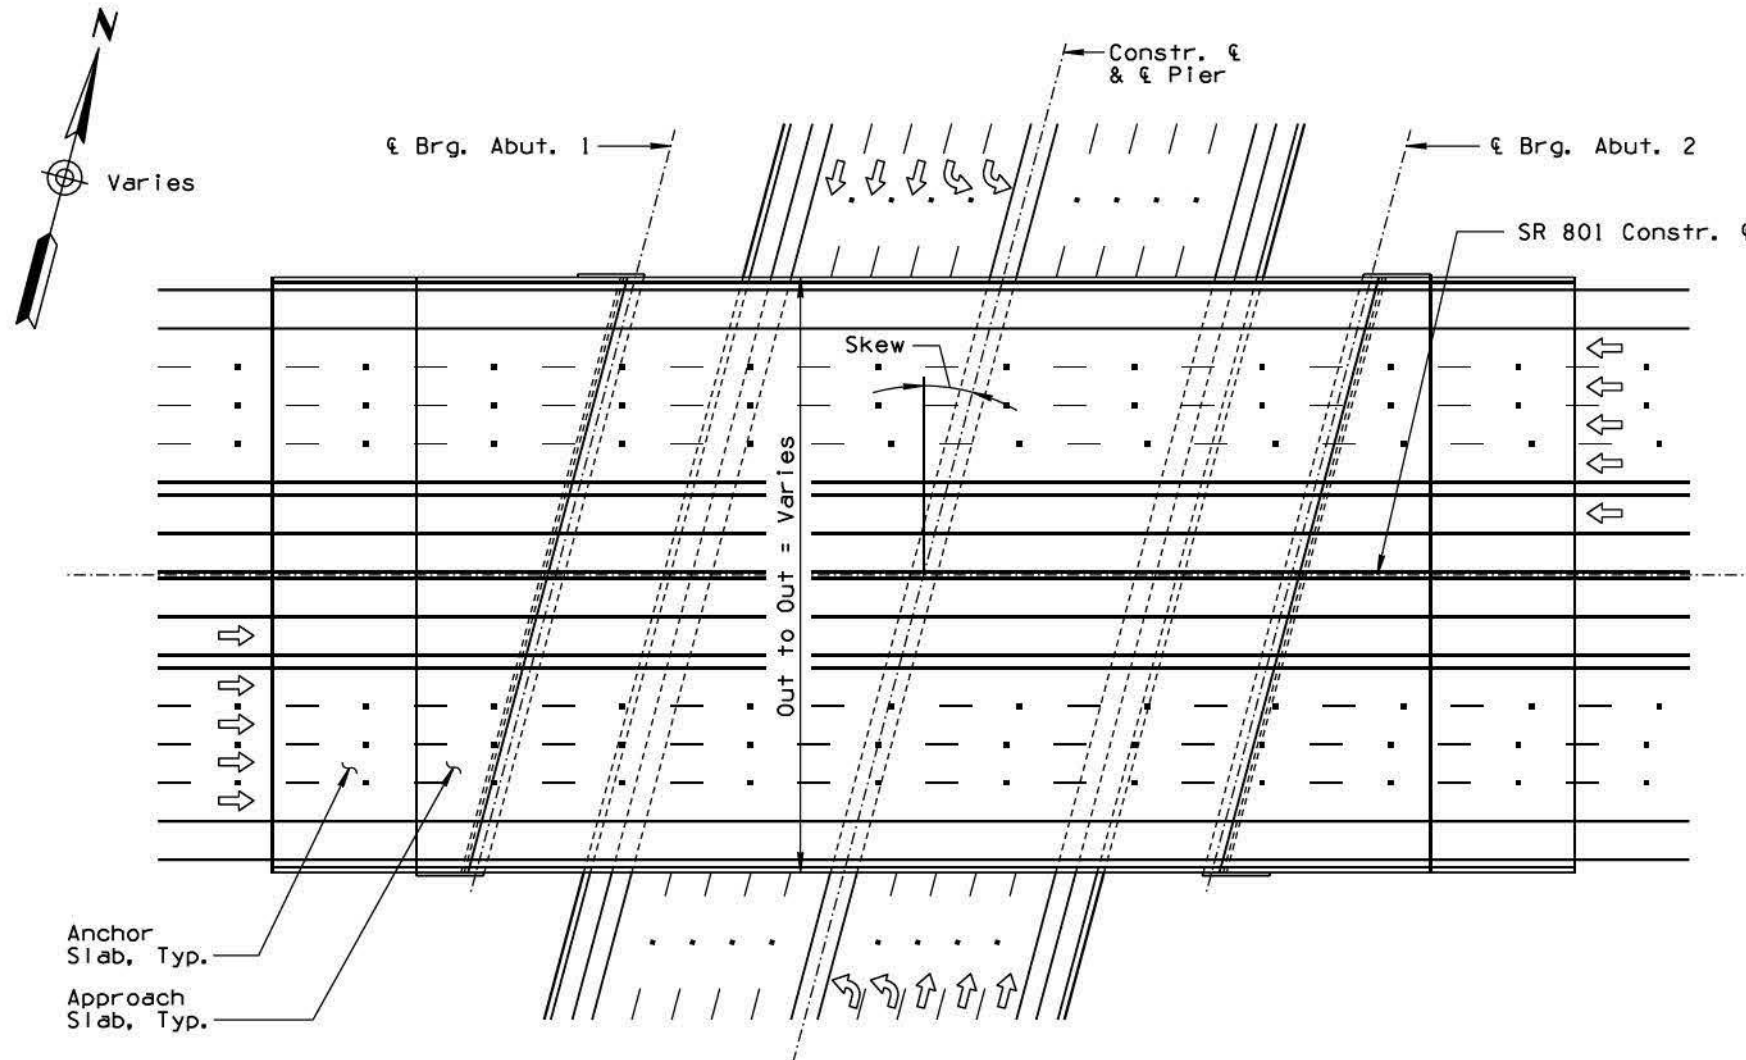 N
Constr. ℄
& ℄ Pier
℄ Brg. Abut. 1
℄ Brg. Abut. 2
Varies
SR 801 Constr. ℄
Skew
Out to Out = Varies
Anchor
Slab, Typ.
Approach
Slab, Typ.